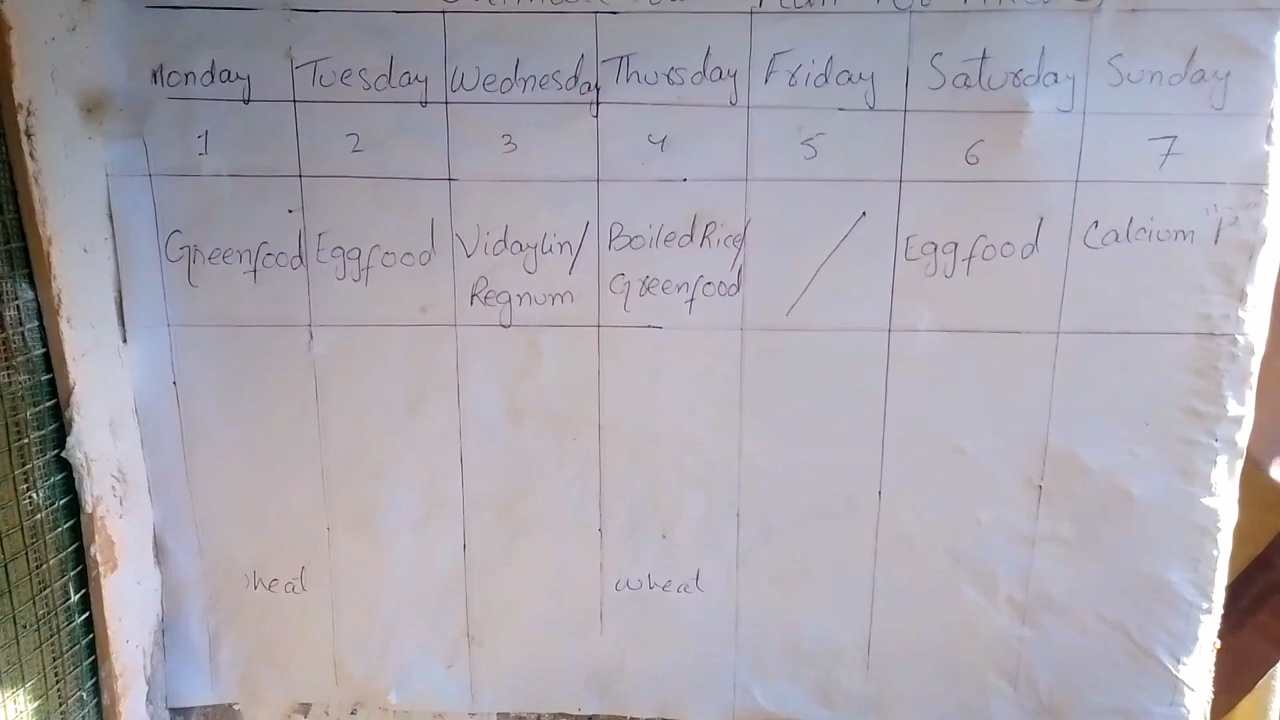 Monday Tuesday Wednesday Thursday Friday Saturday Sunday
1 2 3 4 5 6 7
Greenfood Eggfood Vidaylin/ Boiled Rice/ / Eggfood Calcium "P"
Regnum Greenfood
heat wheat